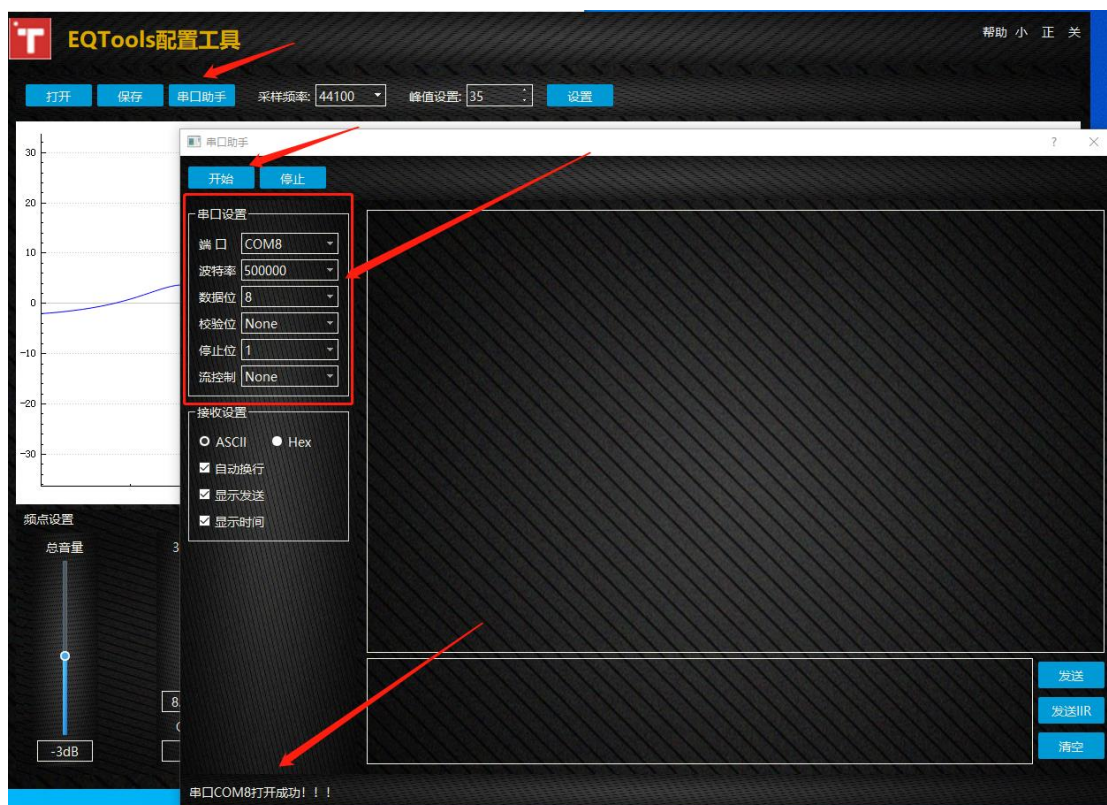 T
EQTools配置工具
帮助 小 正 关
打开 保存 串口助手 采样频率: 44100 峰值设置: 35 设置
串口助手 ? ×
开始 停止
串口设置
端 口 COM8
波特率 500000
数据位 8
校验位 None
停止位 1
流控制 None
接收设置
ASCII Hex
自动换行
显示发送
显示时间
30
20
10
0
-10
-20
-30
频点设置
总音量 3
8
-3dB
发送
发送IIR
清空
串口COM8打开成功！！！